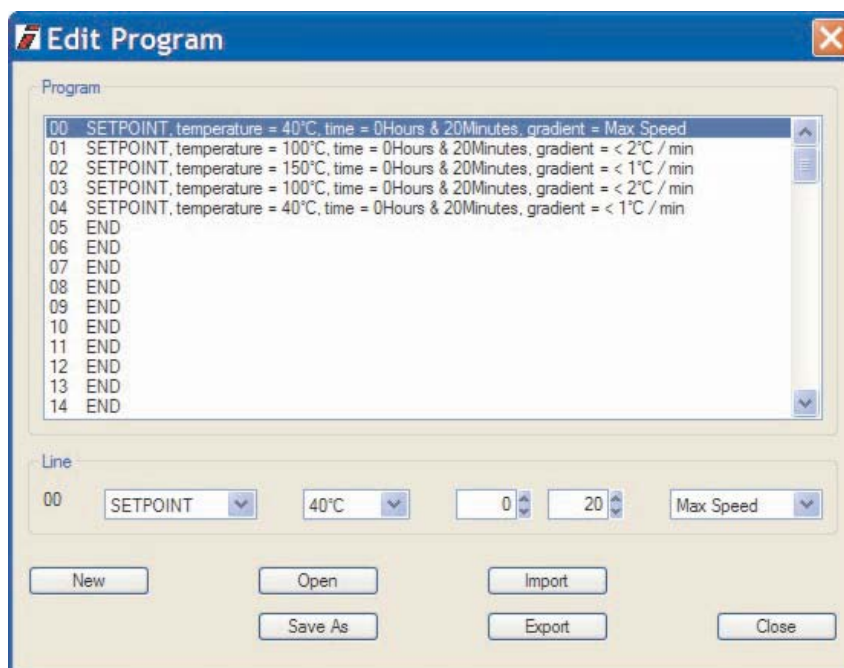 Edit Program
Program
00 SETPOINT, temperature = 40°C, time = 0Hours & 20Minutes, gradient = Max Speed
01 SETPOINT, temperature = 100°C, time = 0Hours & 20Minutes, gradient = < 2°C / min
02 SETPOINT, temperature = 150°C, time = 0Hours & 20Minutes, gradient = < 1°C / min
03 SETPOINT, temperature = 100°C, time = 0Hours & 20Minutes, gradient = < 2°C / min
04 SETPOINT, temperature = 40°C, time = 0Hours & 20Minutes, gradient = < 1°C / min
05 END
06 END
07 END
08 END
09 END
10 END
11 END
12 END
13 END
14 END
Line
00 SETPOINT 40°C 0 20 Max Speed
New Open Import
Save As Export Close